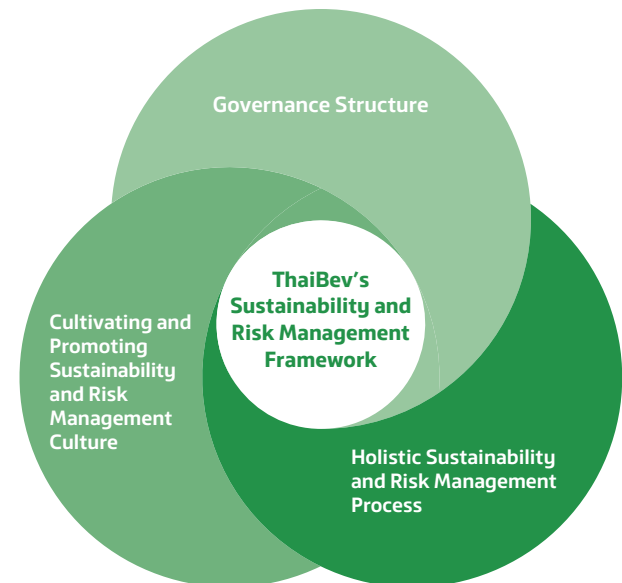 Governance Structure
ThaiBev's
Sustainability and
Risk Management
Framework
Cultivating and
Promoting
Sustainability
and Risk
Management
Culture
Holistic Sustainability
and Risk Management
Process